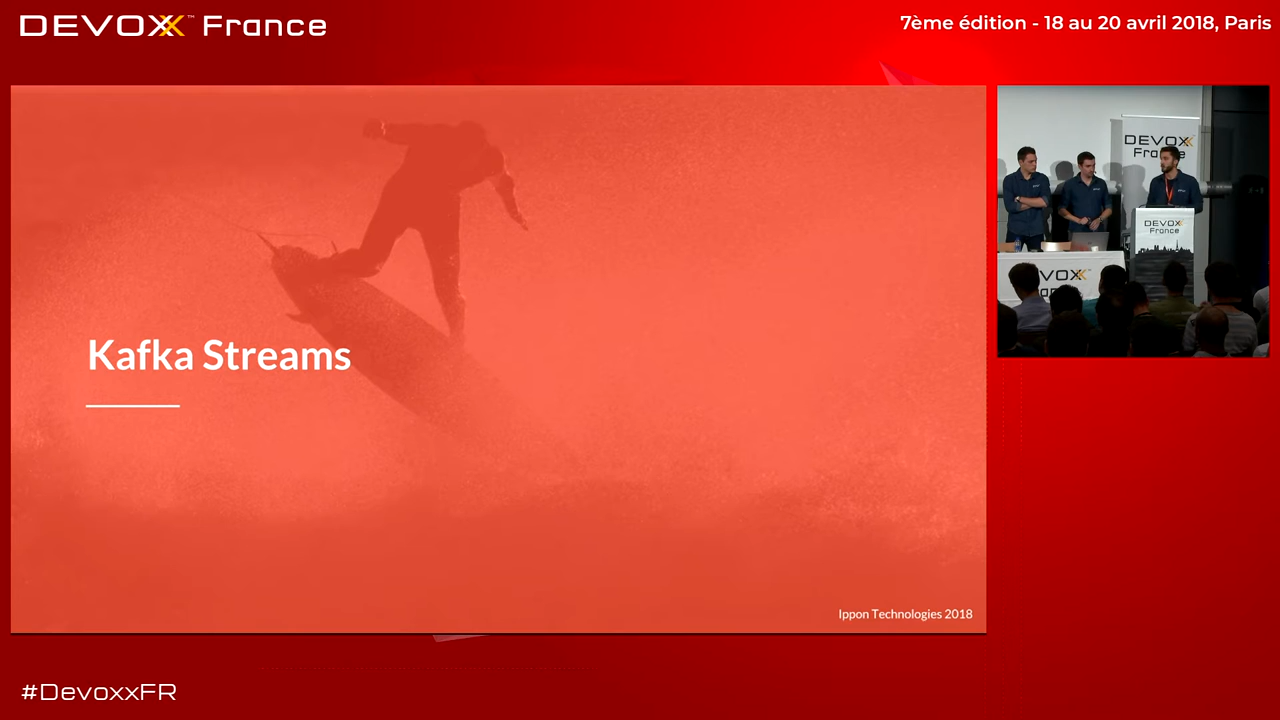 DEVOXX™ France
7ème édition - 18 au 20 avril 2018, Paris
Kafka Streams
Ippon Technologies 2018
DEVOXX
France
DEVOXX
France
#DevoxxFR